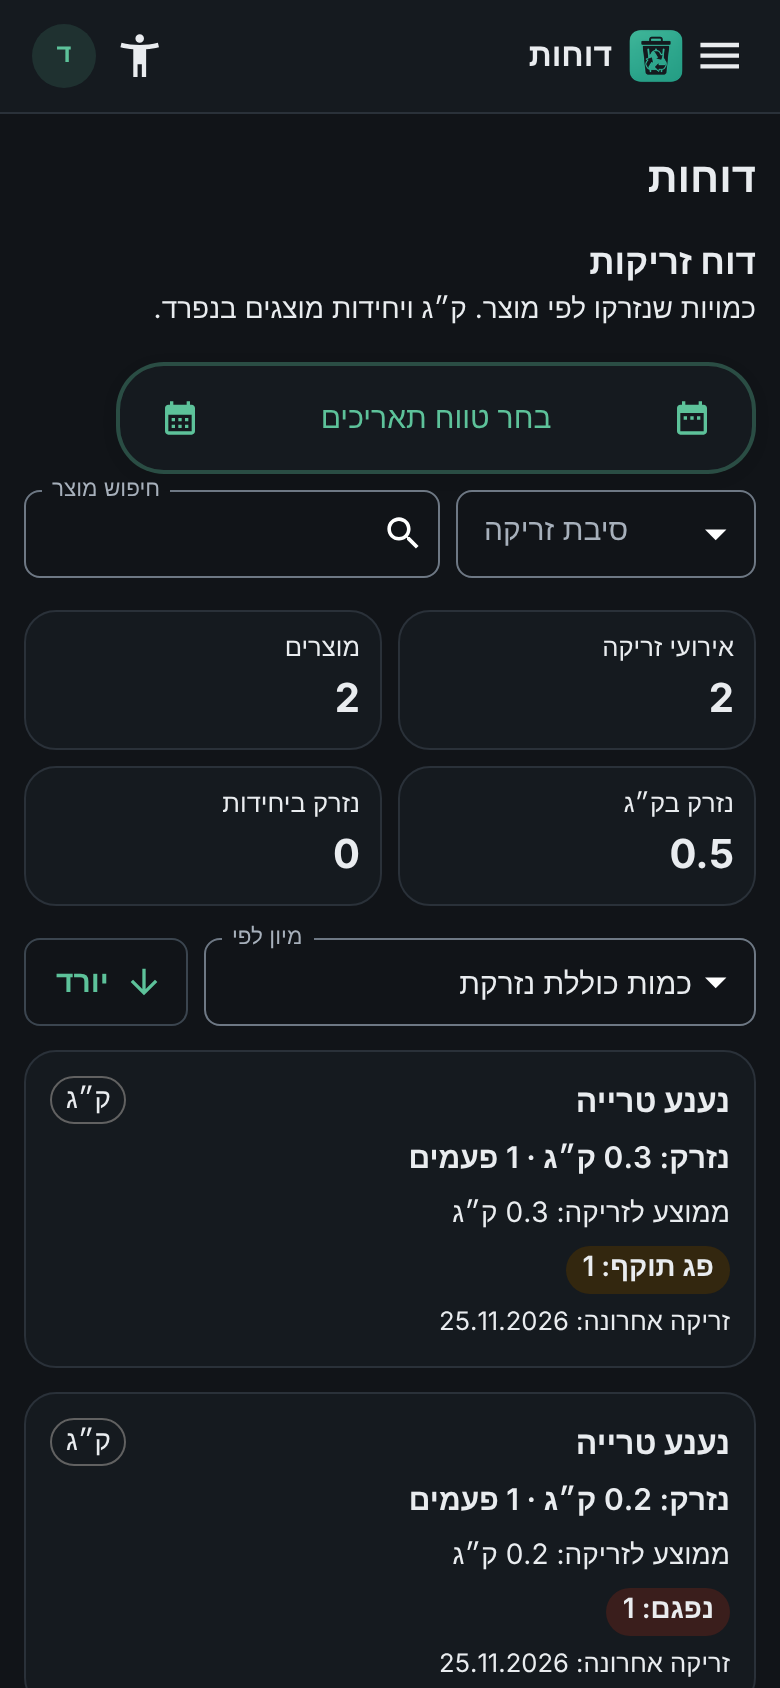 דוחות
ד
דוחות
דוח זריקות
כמויות שנזרקו לפי מוצר. ק״ג ויחידות מוצגים בנפרד.
בחר טווח תאריכים
סיבת זריקה
חיפוש מוצר
אירועי זריקה
2
מוצרים
2
נזרק בק״ג
0.5
נזרק ביחידות
0
מיון לפי
כמות כוללת נזרקת
יורד
נענע טרייה
ק״ג
נזרק: 0.3 ק״ג · 1 פעמים
ממוצע לזריקה: 0.3 ק״ג
פג תוקף: 1
זריקה אחרונה: 25.11.2026
נענע טרייה
ק״ג
נזרק: 0.2 ק״ג · 1 פעמים
ממוצע לזריקה: 0.2 ק״ג
נפגם: 1
זריקה אחרונה: 25.11.2026